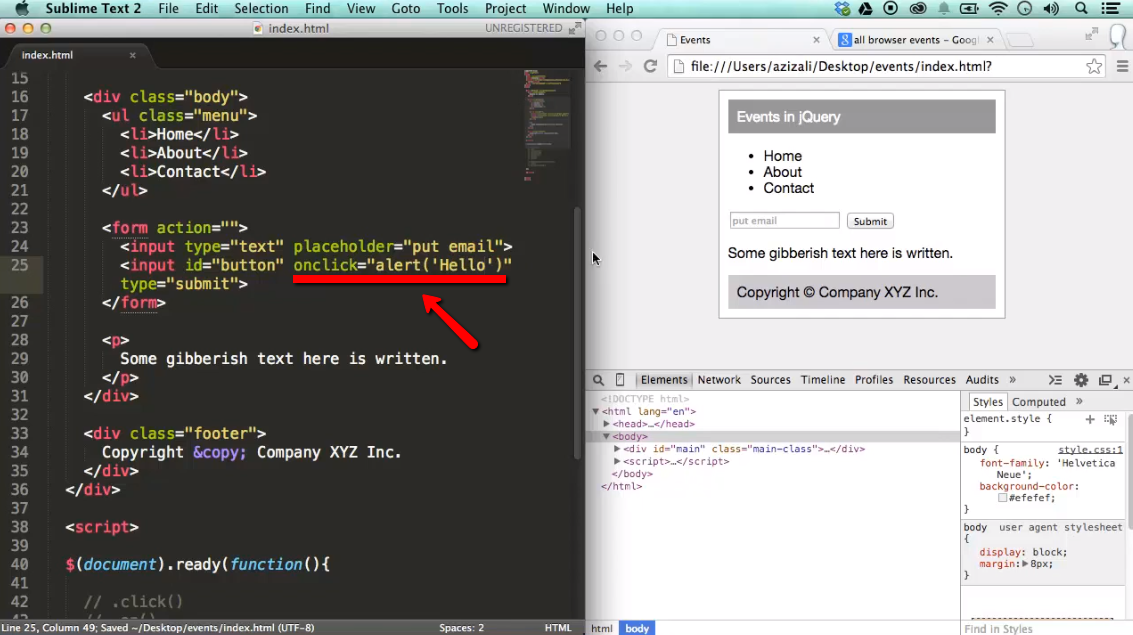 Sublime Text 2 File Edit Selection Find View Goto Tools Project Window Help
index.html UNREGISTERED
index.html ×
15
16 <div class="body">
17 <ul class="menu">
18 <li>Home</li>
19 <li>About</li>
20 <li>Contact</li>
21 </ul>
22
23 <form action="">
24 <input type="text" placeholder="put email">
25 <input id="button" onclick="alert('Hello')"
type="submit">
26 </form>
27
28 <p>
29 Some gibberish text here is written.
30 </p>
31 </div>
32
33 <div class="footer">
34 Copyright &copy; Company XYZ Inc.
35 </div>
36 </div>
37
38 <script>
39
40 $(document).ready(function(){
41
42 // .click()
Line 25, Column 49; Saved ~/Desktop/events/index.html (UTF-8) Spaces: 2 HTML
Events × all browser events – Goog ×
file:///Users/azizali/Desktop/events/index.html?
Events in jQuery
• Home
• About
• Contact
put email Submit
Some gibberish text here is written.
Copyright © Company XYZ Inc.
Elements Network Sources Timeline Profiles Resources Audits »
<!DOCTYPE html>
<html lang="en">
<head>…</head>
<body>
<div id="main" class="main-class">…</div>
<script>…</script>
</body>
</html>
html body
Styles Computed »
element.style {
}
body { style.css:1
font-family: 'Helvetica
Neue';
background-color:
#efefef;
}
body user agent stylesheet
{
display: block;
margin: 8px;
}
Find in Styles